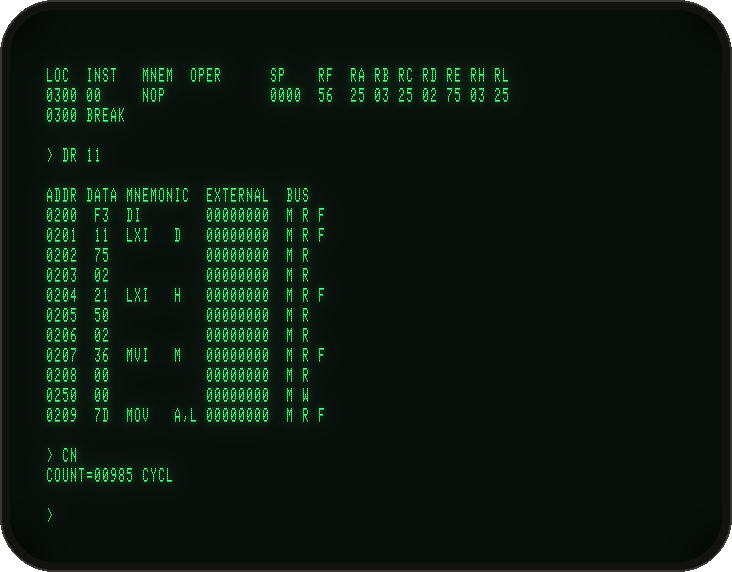 LOC  INST   MNEM  OPER      SP    RF  RA RB RC RD RE RH RL
0300 00     NOP             0000  56  25 03 25 02 75 03 25
0300 BREAK
> DR 11
ADDR DATA MNEMONIC  EXTERNAL  BUS
0200  F3  DI        00000000  M R F
0201  11  LXI   D   00000000  M R F
0202  75            00000000  M R
0203  02            00000000  M R
0204  21  LXI   H   00000000  M R F
0205  50            00000000  M R
0206  02            00000000  M R
0207  36  MVI   M   00000000  M R F
0208  00            00000000  M R
0250  00            00000000  M W
0209  7D  MOV   A,L 00000000  M R F
> CN
COUNT=00985 CYCL
>